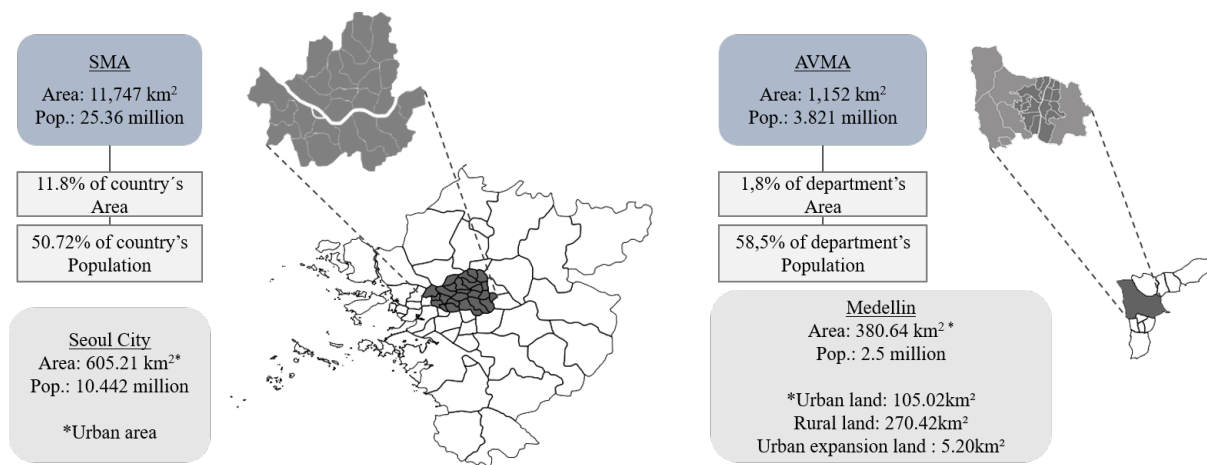 SMA
Area: 11,747 km²
Pop.: 25.36 million
11.8% of country´s
Area
50.72% of country's
Population
Seoul City
Area: 605.21 km²*
Pop.: 10.442 million
*Urban area
AVMA
Area: 1,152 km²
Pop.: 3.821 million
1,8% of department's
Area
58,5% of department's
Population
Medellin
Area: 380.64 km² *
Pop.: 2.5 million
*Urban land: 105.02km²
Rural land: 270.42km²
Urban expansion land : 5.20km²